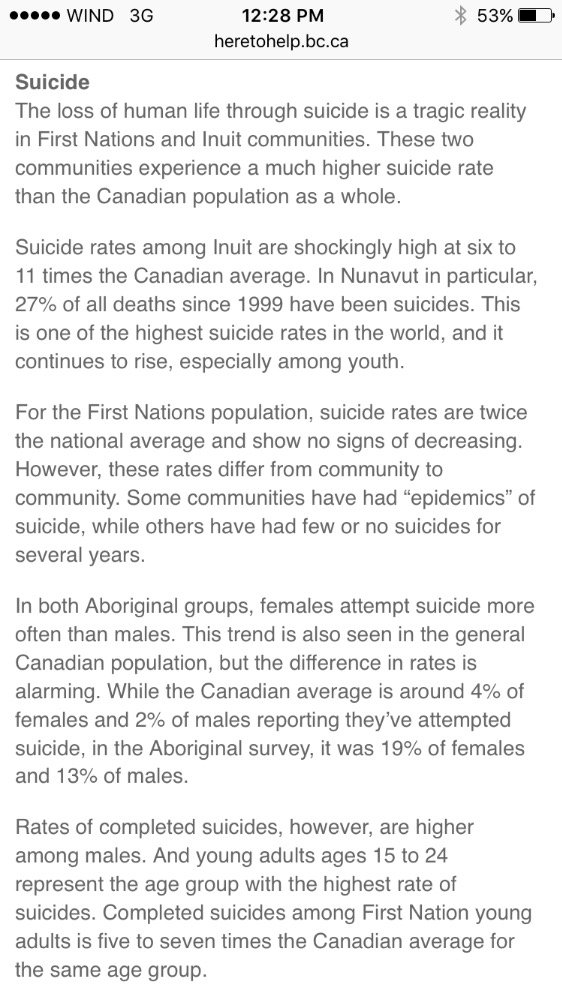 WIND 3G 12:28 PM 53%
heretohelp.bc.ca
Suicide
The loss of human life through suicide is a tragic reality
in First Nations and Inuit communities. These two
communities experience a much higher suicide rate
than the Canadian population as a whole.
Suicide rates among Inuit are shockingly high at six to
11 times the Canadian average. In Nunavut in particular,
27% of all deaths since 1999 have been suicides. This
is one of the highest suicide rates in the world, and it
continues to rise, especially among youth.
For the First Nations population, suicide rates are twice
the national average and show no signs of decreasing.
However, these rates differ from community to
community. Some communities have had “epidemics” of
suicide, while others have had few or no suicides for
several years.
In both Aboriginal groups, females attempt suicide more
often than males. This trend is also seen in the general
Canadian population, but the difference in rates is
alarming. While the Canadian average is around 4% of
females and 2% of males reporting they’ve attempted
suicide, in the Aboriginal survey, it was 19% of females
and 13% of males.
Rates of completed suicides, however, are higher
among males. And young adults ages 15 to 24
represent the age group with the highest rate of
suicides. Completed suicides among First Nation young
adults is five to seven times the Canadian average for
the same age group.